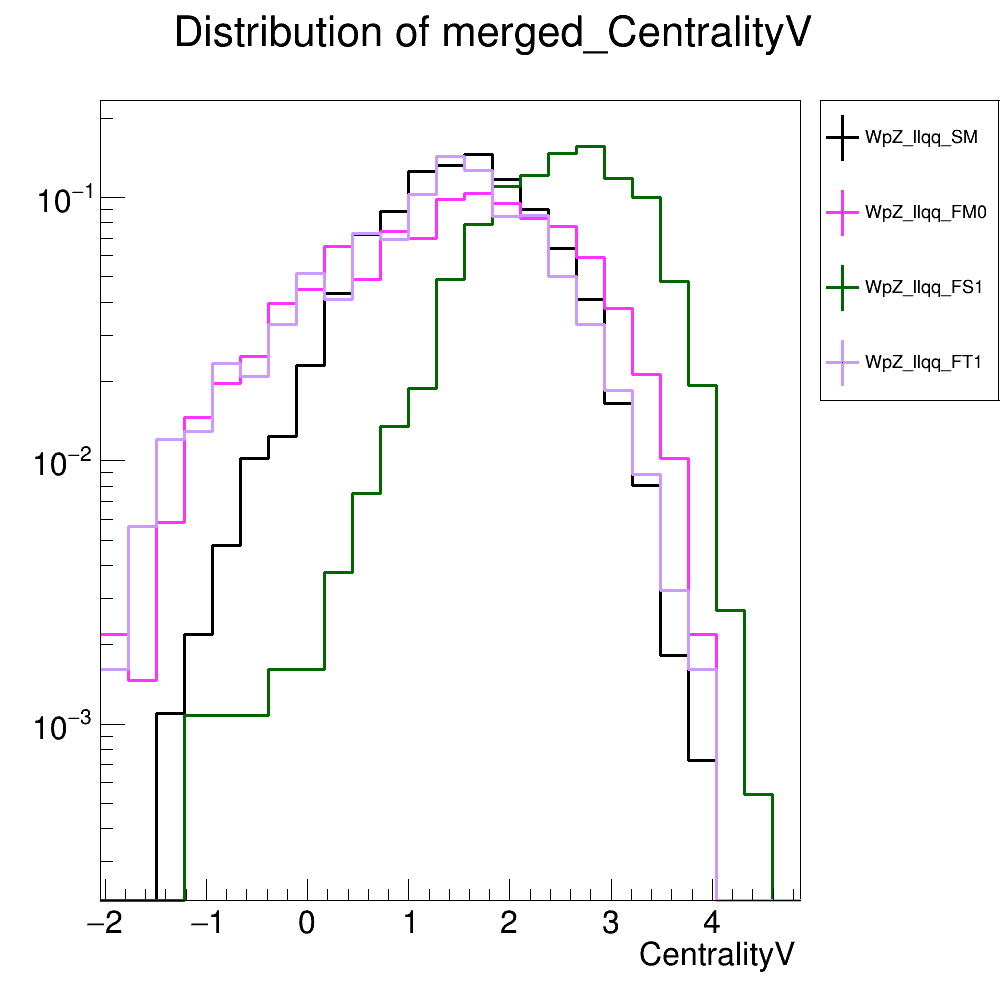 Distribution of merged_CentralityV
WpZ_llqq_SM
WpZ_llqq_FM0
WpZ_llqq_FS1
WpZ_llqq_FT1
10⁻¹
10⁻²
10⁻³
−2 −1 0 1 2 3 4
CentralityV